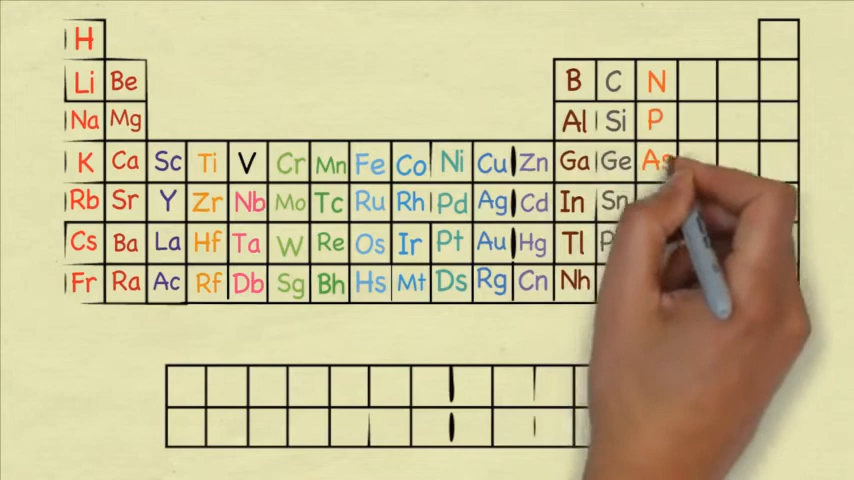 H
Li Be B C N
Na Mg Al Si P
K Ca Sc Ti V Cr Mn Fe Co Ni Cu Zn Ga Ge As
Rb Sr Y Zr Nb Mo Tc Ru Rh Pd Ag Cd In Sn
Cs Ba La Hf Ta W Re Os Ir Pt Au Hg Tl
Fr Ra Ac Rf Db Sg Bh Hs Mt Ds Rg Cn Nh